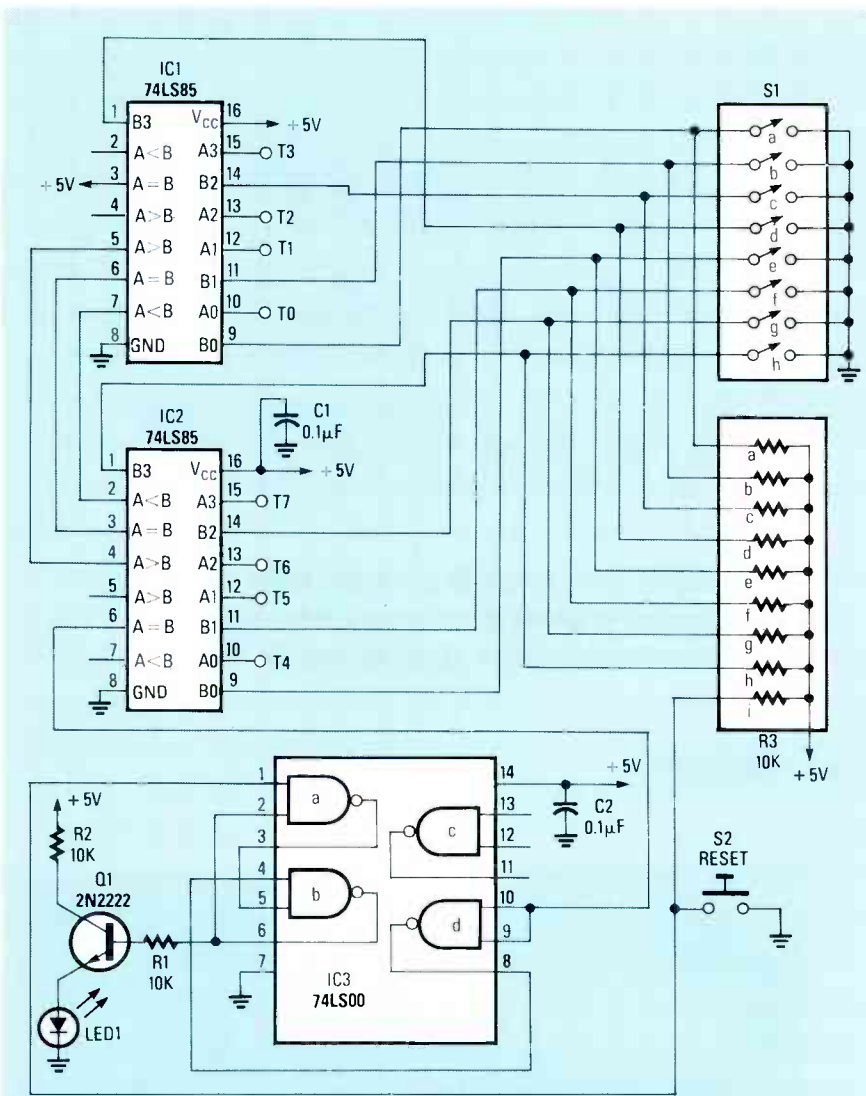 IC1
74LS85
1 B3 VCC 16 +5V
2 A<B A3 15 T3
+5V 3 A=B B2 14
4 A>B A2 13 T2
5 A>B A1 12 T1
6 A=B B1 11
7 A<B A0 10 T0
8 GND B0 9
S1
a
b
c
d
e
f
g
h
IC2
74LS85
C1
0.1µF
1 B3 VCC 16 +5V
2 A<B A3 15 T7
3 A=B B2 14
4 A>B A2 13 T6
5 A>B A1 12 T5
6 A=B B1 11
7 A<B A0 10 T4
8 GND B0 9
a
b
c
d
e
f
g
h
i
R3
10K
+5V
+5V
R2
10K
Q1
2N2222
R1
10K
LED1
1 a 14 +5V
2 13
3 c 12
4 11
5 b 10
6 d 9
7 8
IC3
74LS00
C2
0.1µF
S2
RESET